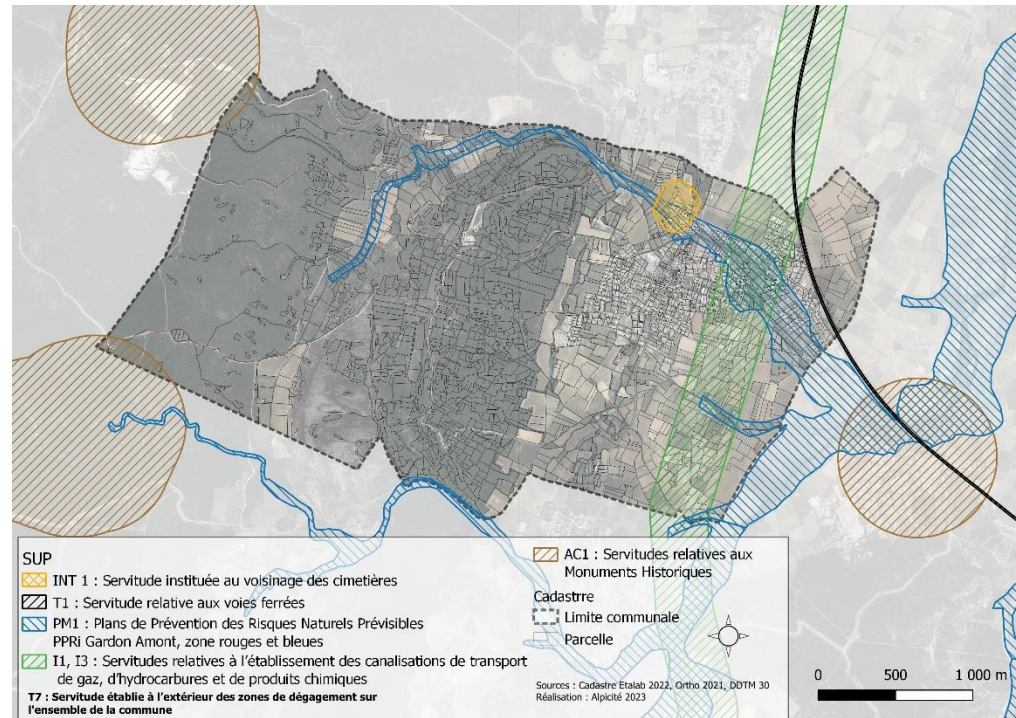 SUP
INT 1 : Servitude instituée au voisinage des cimetières
T1 : Servitude relative aux voies ferrées
PM1 : Plans de Prévention des Risques Naturels Prévisibles
PPRi Gardon Amont, zone rouges et bleues
I1, I3 : Servitudes relatives à l'établissement des canalisations de transport
de gaz, d'hydrocarbures et de produits chimiques
T7 : Servitude établie à l'extérieur des zones de dégagement sur
l'ensemble de la commune
AC1 : Servitudes relatives aux
Monuments Historiques
Cadastrre
Limite communale
Parcelle
Sources : Cadastre Etalab 2022, Ortho 2021, DDTM 30
Réalisation : Alpicité 2023
0 500 1 000 m